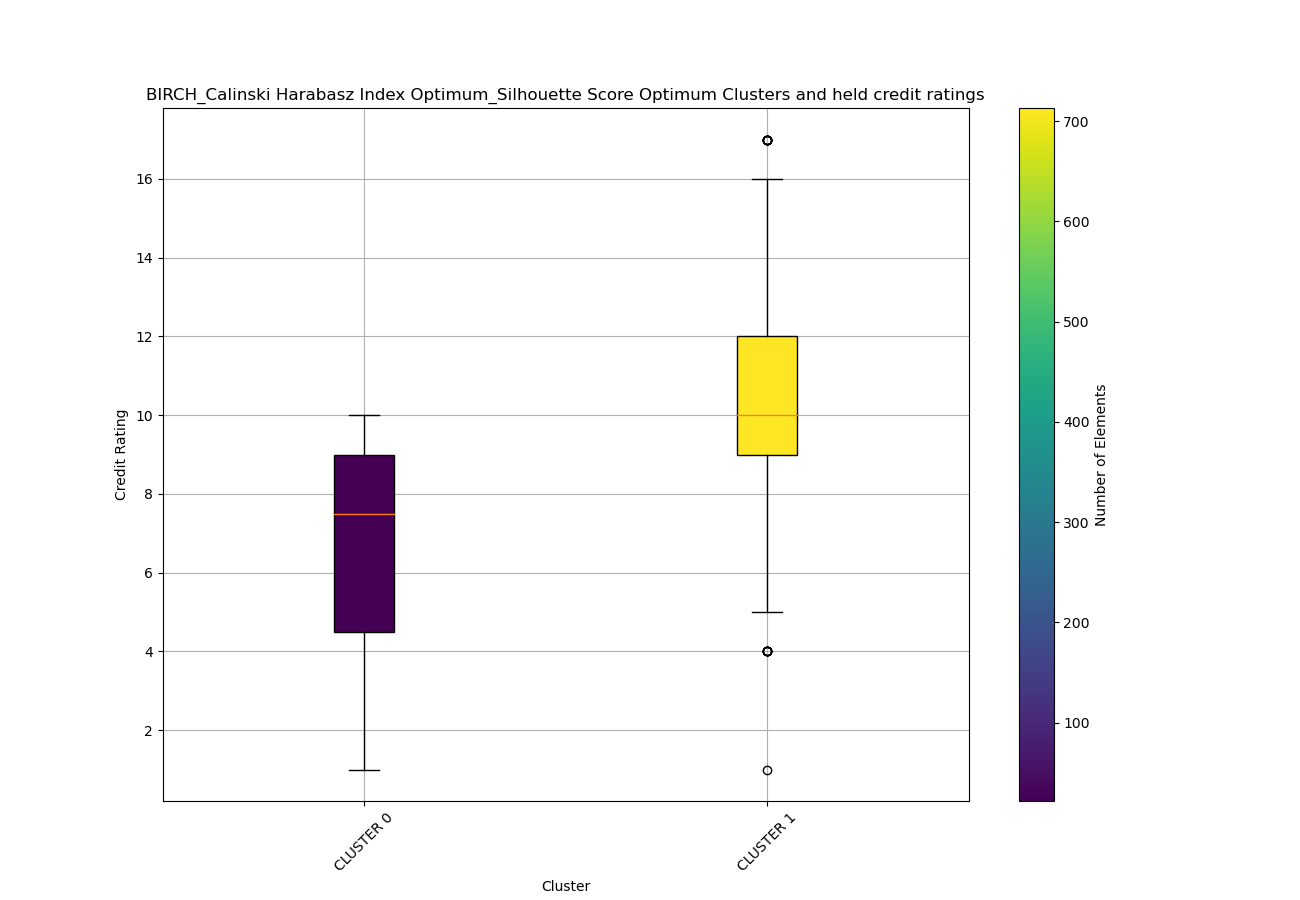 BIRCH_Calinski Harabasz Index Optimum_Silhouette Score Optimum Clusters and held credit ratings
Credit Rating
16
14
12
10
8
6
4
2
CLUSTER 0
CLUSTER 1
Cluster
700
600
500
400
300
200
100
Number of Elements